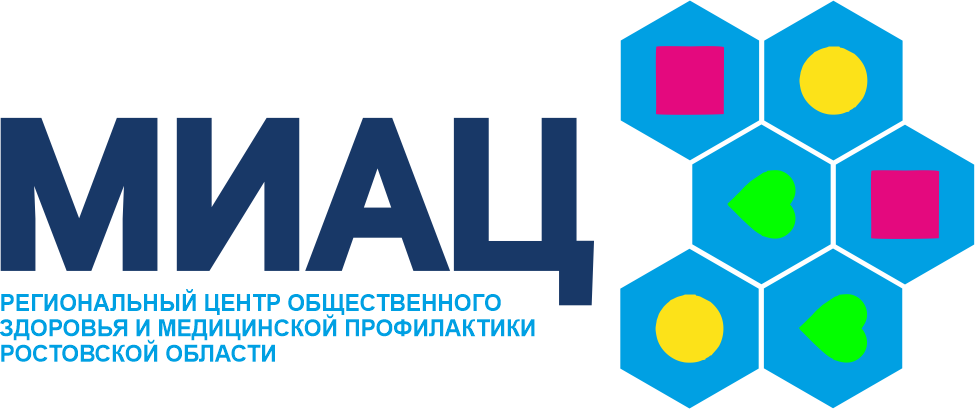 МИАЦ
РЕГИОНАЛЬНЫЙ ЦЕНТР ОБЩЕСТВЕННОГО
ЗДОРОВЬЯ И МЕДИЦИНСКОЙ ПРОФИЛАКТИКИ
РОСТОВСКОЙ ОБЛАСТИ